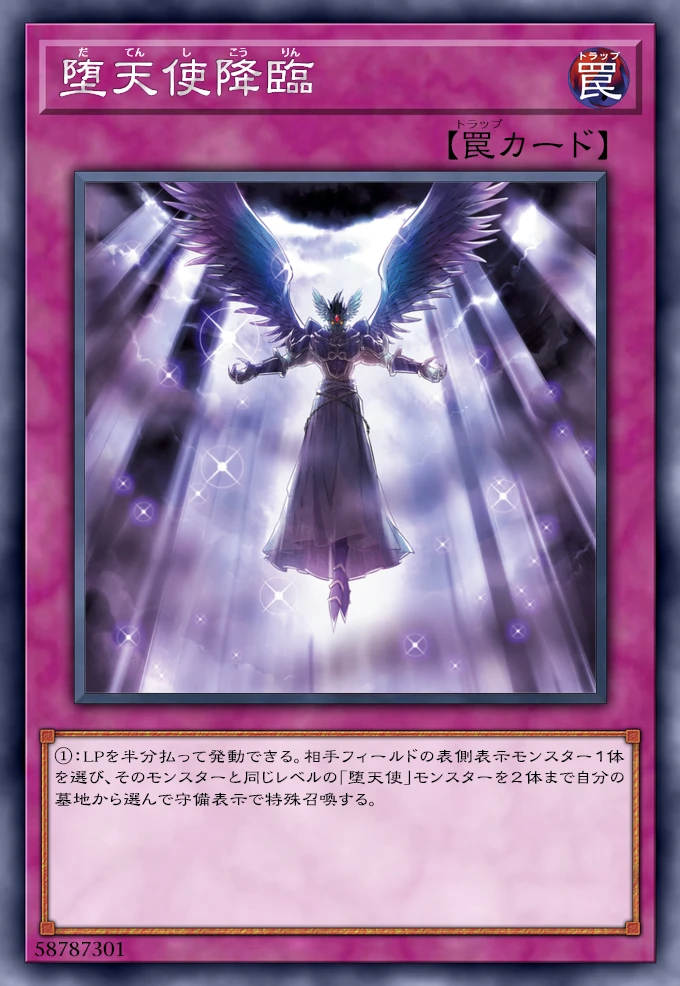 だてんしこうりん
堕天使降臨
トラップ
罠
トラップ
【罠カード】
①:LPを半分払って発動できる。相手フィールドの表側表示モンスター1体
を選び、そのモンスターと同じレベルの「堕天使」モンスターを2体まで自分の
墓地から選んで守備表示で特殊召喚する。
58787301